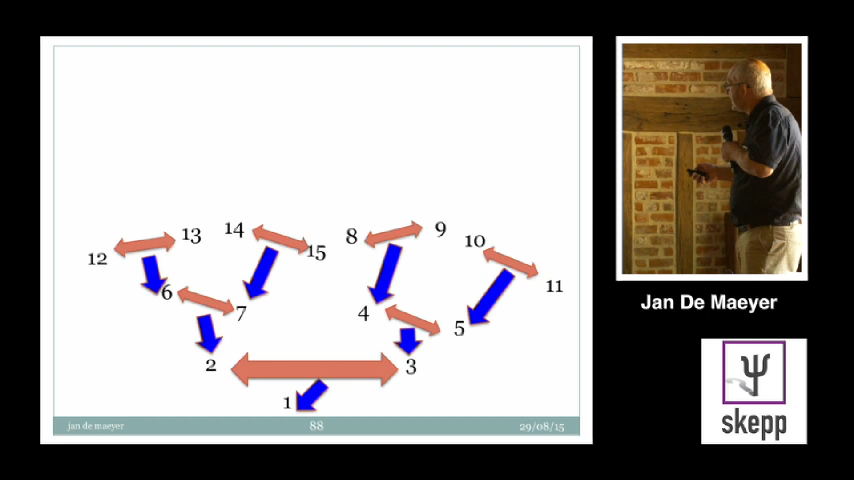 12 13 14 15 8 9 10 11
6 7 4 5
2 3
1
jan de maeyer 88 29/08/15
Jan De Maeyer
skepp